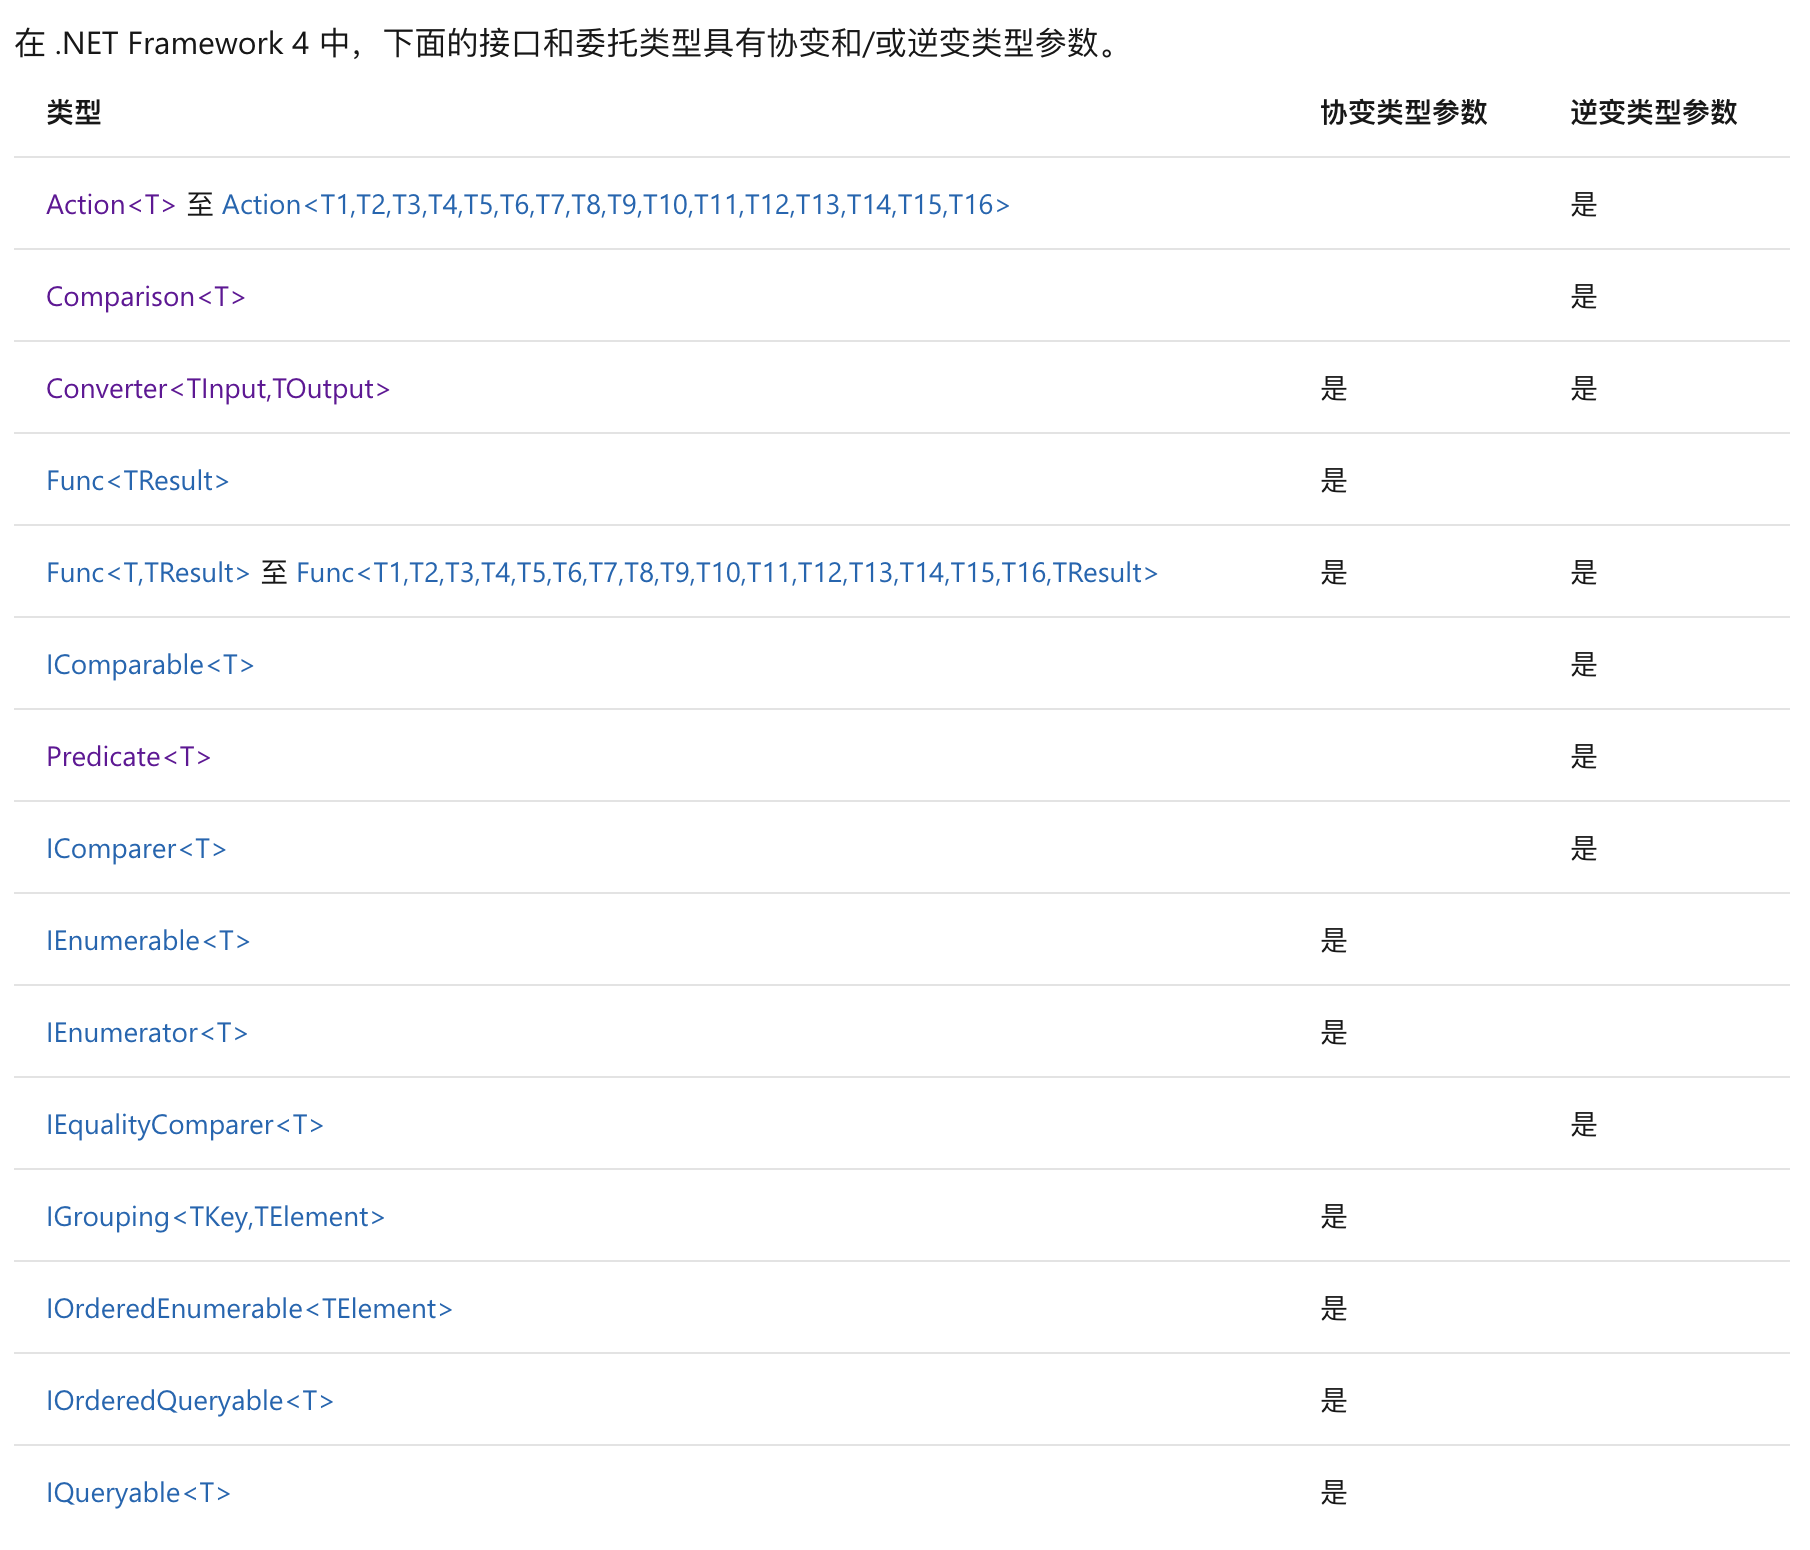 在 .NET Framework 4 中，下面的接口和委托类型具有协变和/或逆变类型参数。
类型 协变类型参数 逆变类型参数
Action<T> 至 Action<T1,T2,T3,T4,T5,T6,T7,T8,T9,T10,T11,T12,T13,T14,T15,T16> 是
Comparison<T> 是
Converter<TInput,TOutput> 是 是
Func<TResult> 是
Func<T,TResult> 至 Func<T1,T2,T3,T4,T5,T6,T7,T8,T9,T10,T11,T12,T13,T14,T15,T16,TResult> 是 是
IComparable<T> 是
Predicate<T> 是
IComparer<T> 是
IEnumerable<T> 是
IEnumerator<T> 是
IEqualityComparer<T> 是
IGrouping<TKey,TElement> 是
IOrderedEnumerable<TElement> 是
IOrderedQueryable<T> 是
IQueryable<T> 是